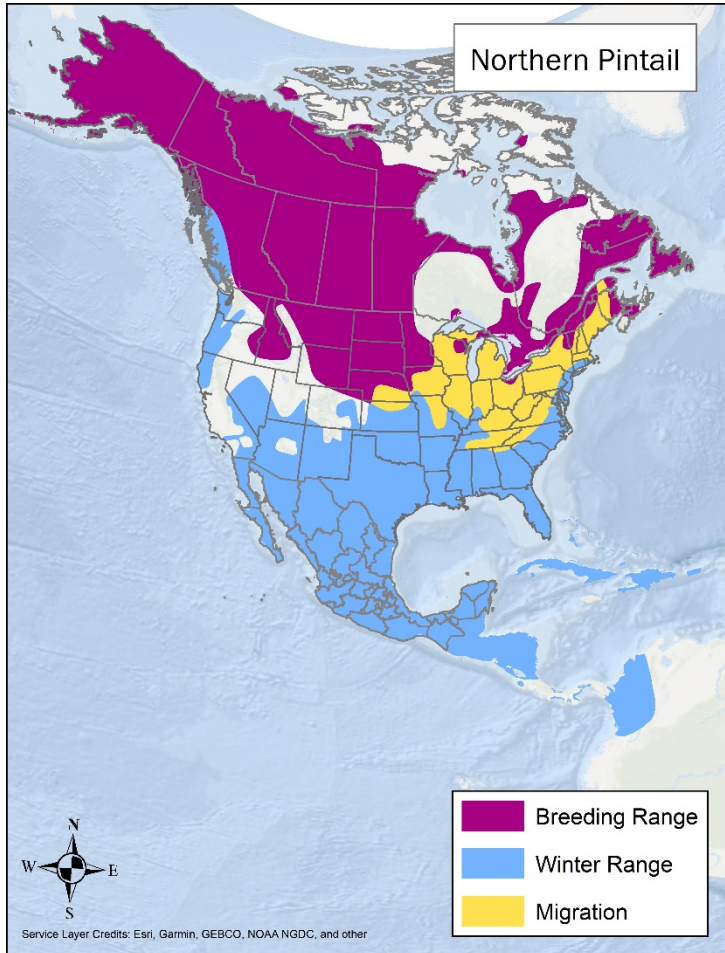 Northern Pintail
N
W E
S
Breeding Range
Winter Range
Migration
Service Layer Credits: Esri, Garmin, GEBCO, NOAA NGDC, and other